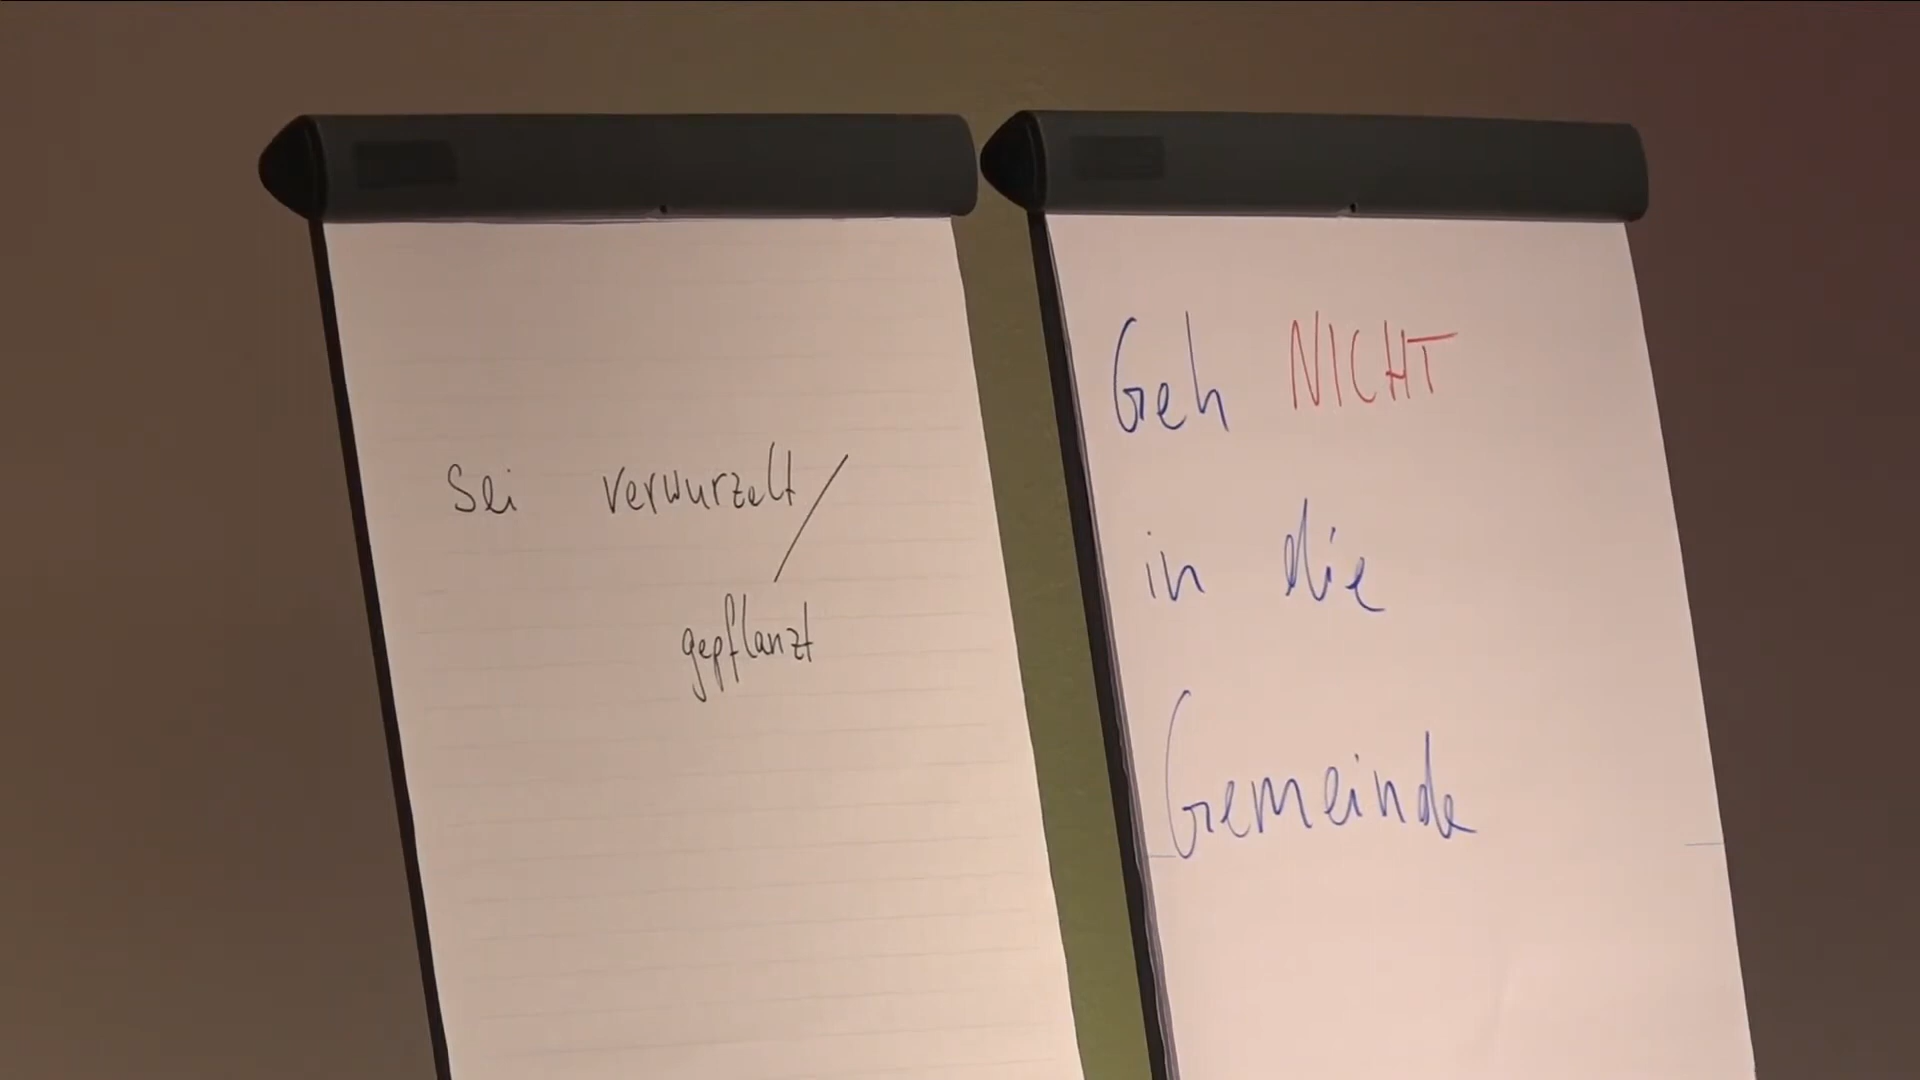 Sei verwurzelt/
gepflanzt
Geh NICHT
in die
Gemeinde